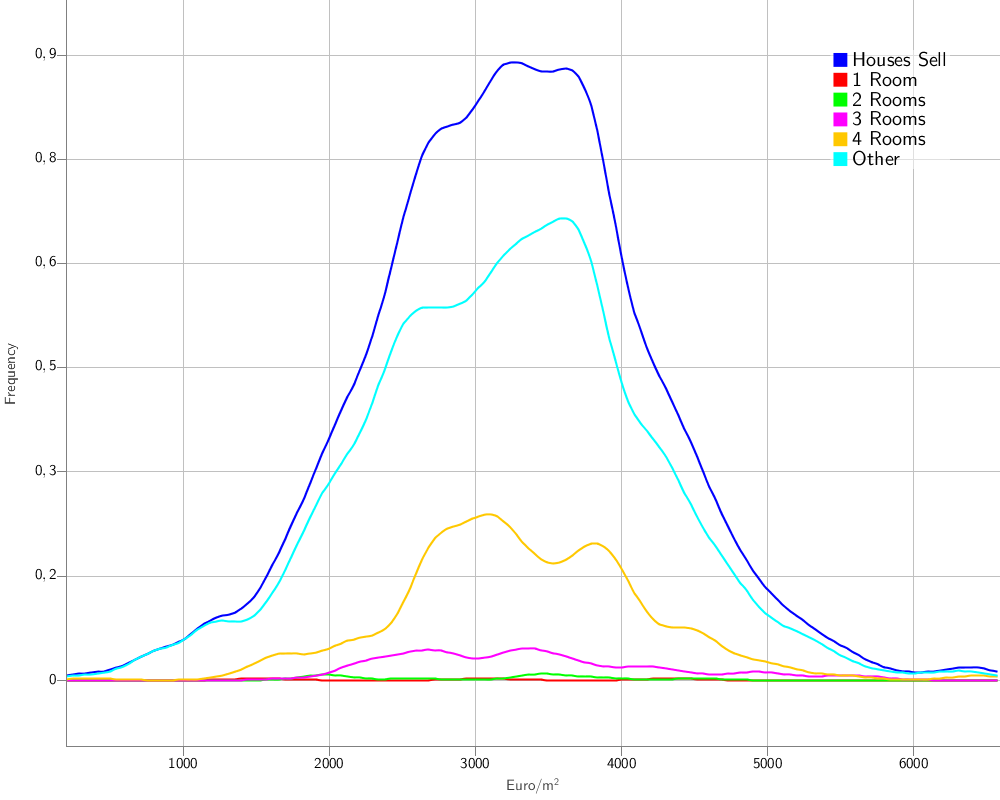 0,9
0,8
0,6
0,5
0,3
0,2
0
Frequency
1000 2000 3000 4000 5000 6000
Euro/m²
Houses Sell
1 Room
2 Rooms
3 Rooms
4 Rooms
Other